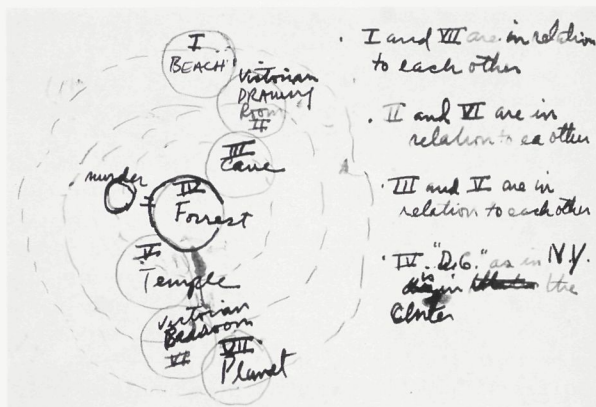 I
BEACH
Victorian
DRAWING
Room
II
III
Cave
murder
=
IV
Forrest
V
Temple
Victorian
Bedroom
VI
VII
Planet
· I and VII are in relation
to each other
· II and VI are in
relation to ea other
· III and V are in
relation to each other
· IV. "D.G." as in N.Y.
is in the
Center